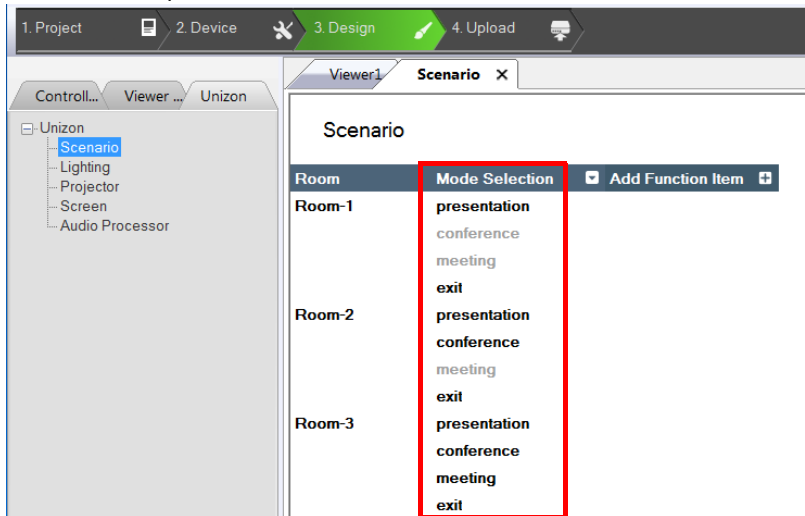 1. Project 2. Device 3. Design 4. Upload
Viewer1 Scenario X
Controll... Viewer ... Unizon
Unizon
Scenario
Lighting
Projector
Screen
Audio Processor
Scenario
Room Mode Selection Add Function Item
Room-1 presentation
conference
meeting
exit
Room-2 presentation
conference
meeting
exit
Room-3 presentation
conference
meeting
exit